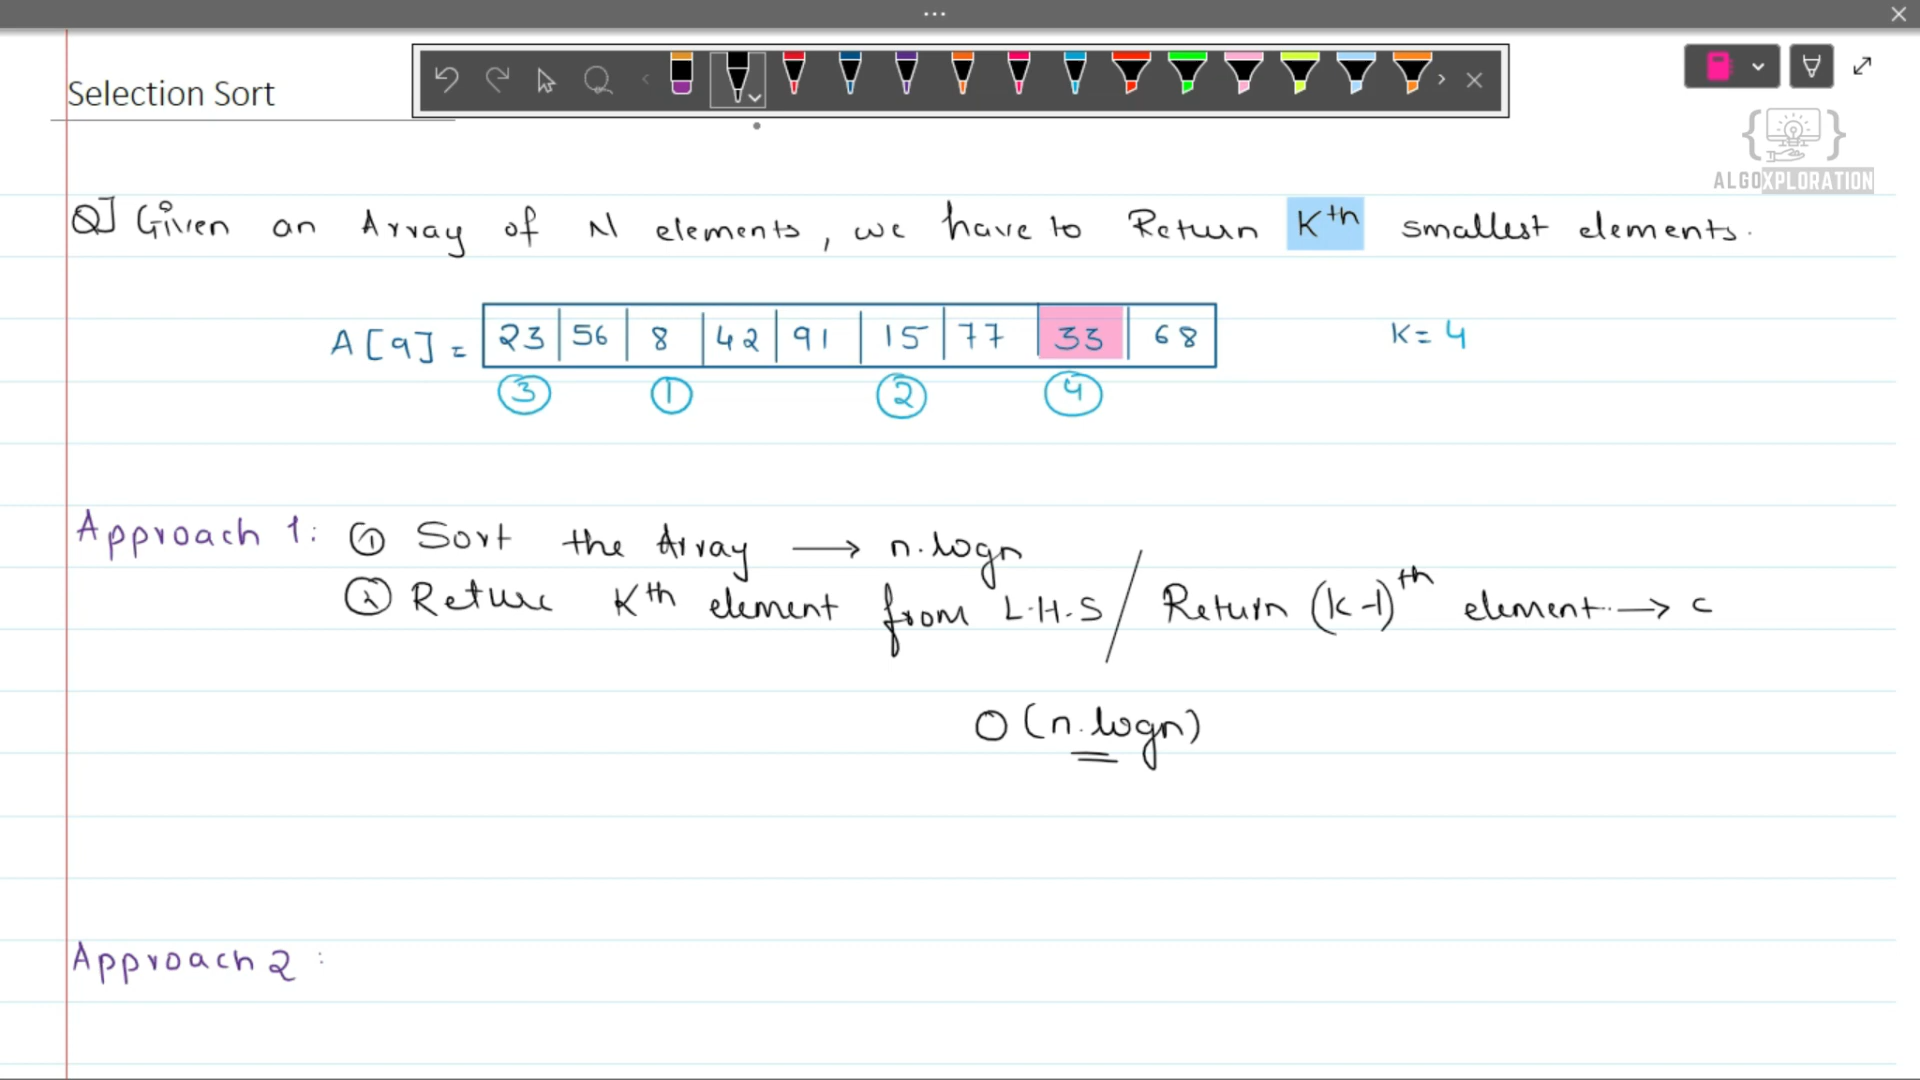 Selection Sort
ALGOXPLORATION
Q] Given an Array of N elements, we have to Return Kth smallest elements.
A[9] = 23 56 8 42 91 15 77 33 68 K = 4
3 1 2 4
Approach 1: 1 Sort the Array → n.logn
2 Return Kth element from L.H.S / Return (K-1)th element. → c
O(n.logn)
Approach 2 :